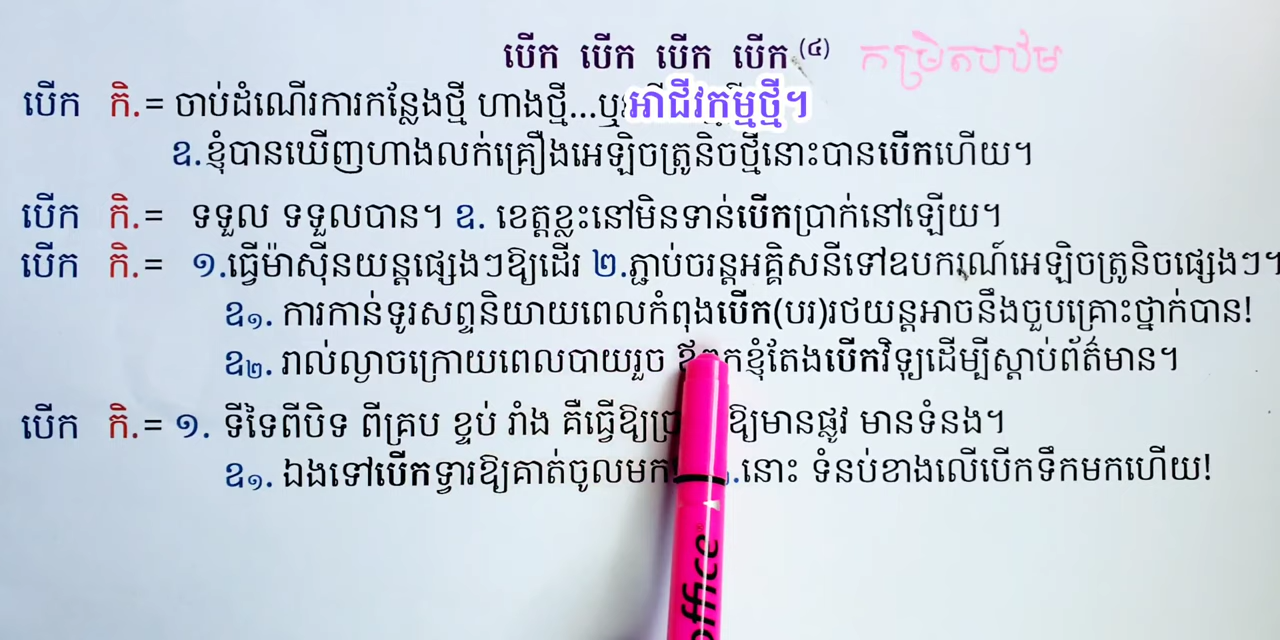 បើក បើក បើក បើក (៤) កម្រិតបឋម
បើក កិ. = ចាប់ដំណើរការកន្លែងថ្មី ហាងថ្មី...ឬ អាជីវកម្មថ្មី។
ឧ. ខ្ញុំបានឃើញហាងលក់គ្រឿងអេឡិចត្រូនិចថ្មីនោះបានបើកហើយ។
បើក កិ. = ទទួល ទទួលបាន។ ឧ. ខេត្តខ្លះនៅមិនទាន់បើកប្រាក់នៅឡើយ។
បើក កិ. = ១.ធ្វើម៉ាស៊ីនយន្តផ្សេងៗឱ្យដើរ ២.ភ្ជាប់ចរន្តអគ្គិសនីទៅឧបករណ៍អេឡិចត្រូនិចផ្សេងៗ។
ឧ១. ការកាន់ទូរសព្ទនិយាយពេលកំពុងបើក(បរ)រថយន្តអាចនឹងចួបគ្រោះថ្នាក់បាន!
ឧ២. រាល់ល្ងាចក្រោយពេលបាយរួច ខ្ញុំតែងបើកវិទ្យុដើម្បីស្ដាប់ព័ត៌មាន។
បើក កិ. = ១. ទីទៃពីបិទ ពីគ្រប ខ្ទប់ រាំង គឺធ្វើឱ្យ ឱ្យមានផ្លូវ មានទំនង។
ឧ១. ឯងទៅបើកទ្វារឱ្យគាត់ចូលមក នោះ ទំនប់ខាងលើបើកទឹកមកហើយ!
office